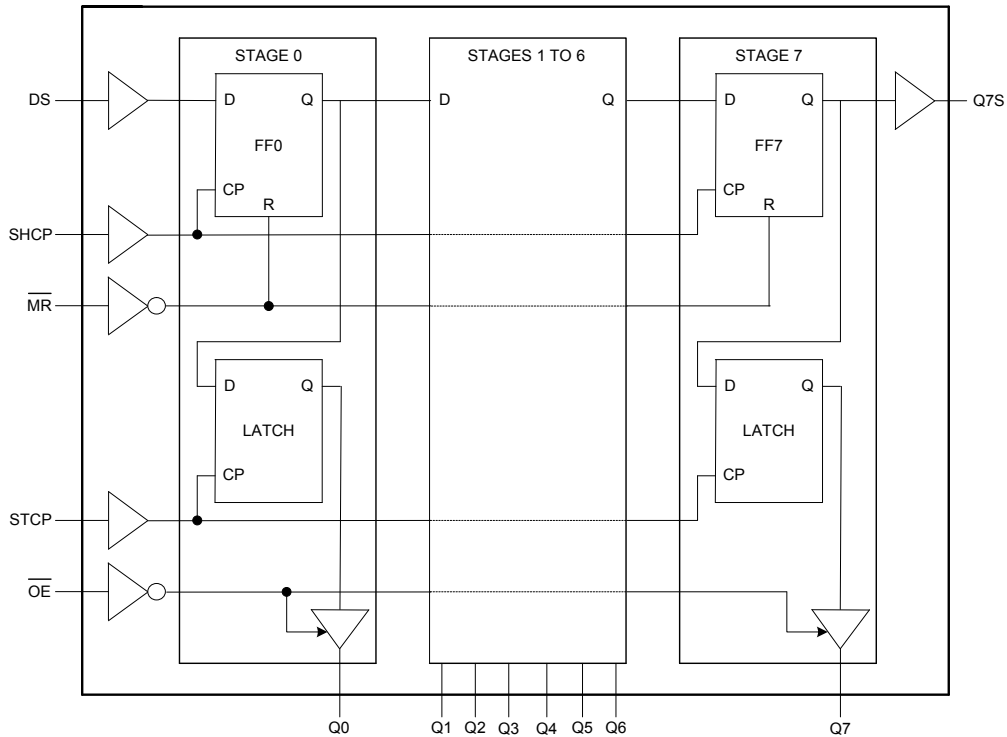 STAGE 0
STAGES 1 TO 6
STAGE 7
DS
D
Q
D
Q
D
Q
Q7S
FF0
FF7
CP
CP
R
R
SHCP
MR
D
Q
D
Q
LATCH
LATCH
CP
CP
STCP
OE
Q0
Q1
Q2
Q3
Q4
Q5
Q6
Q7